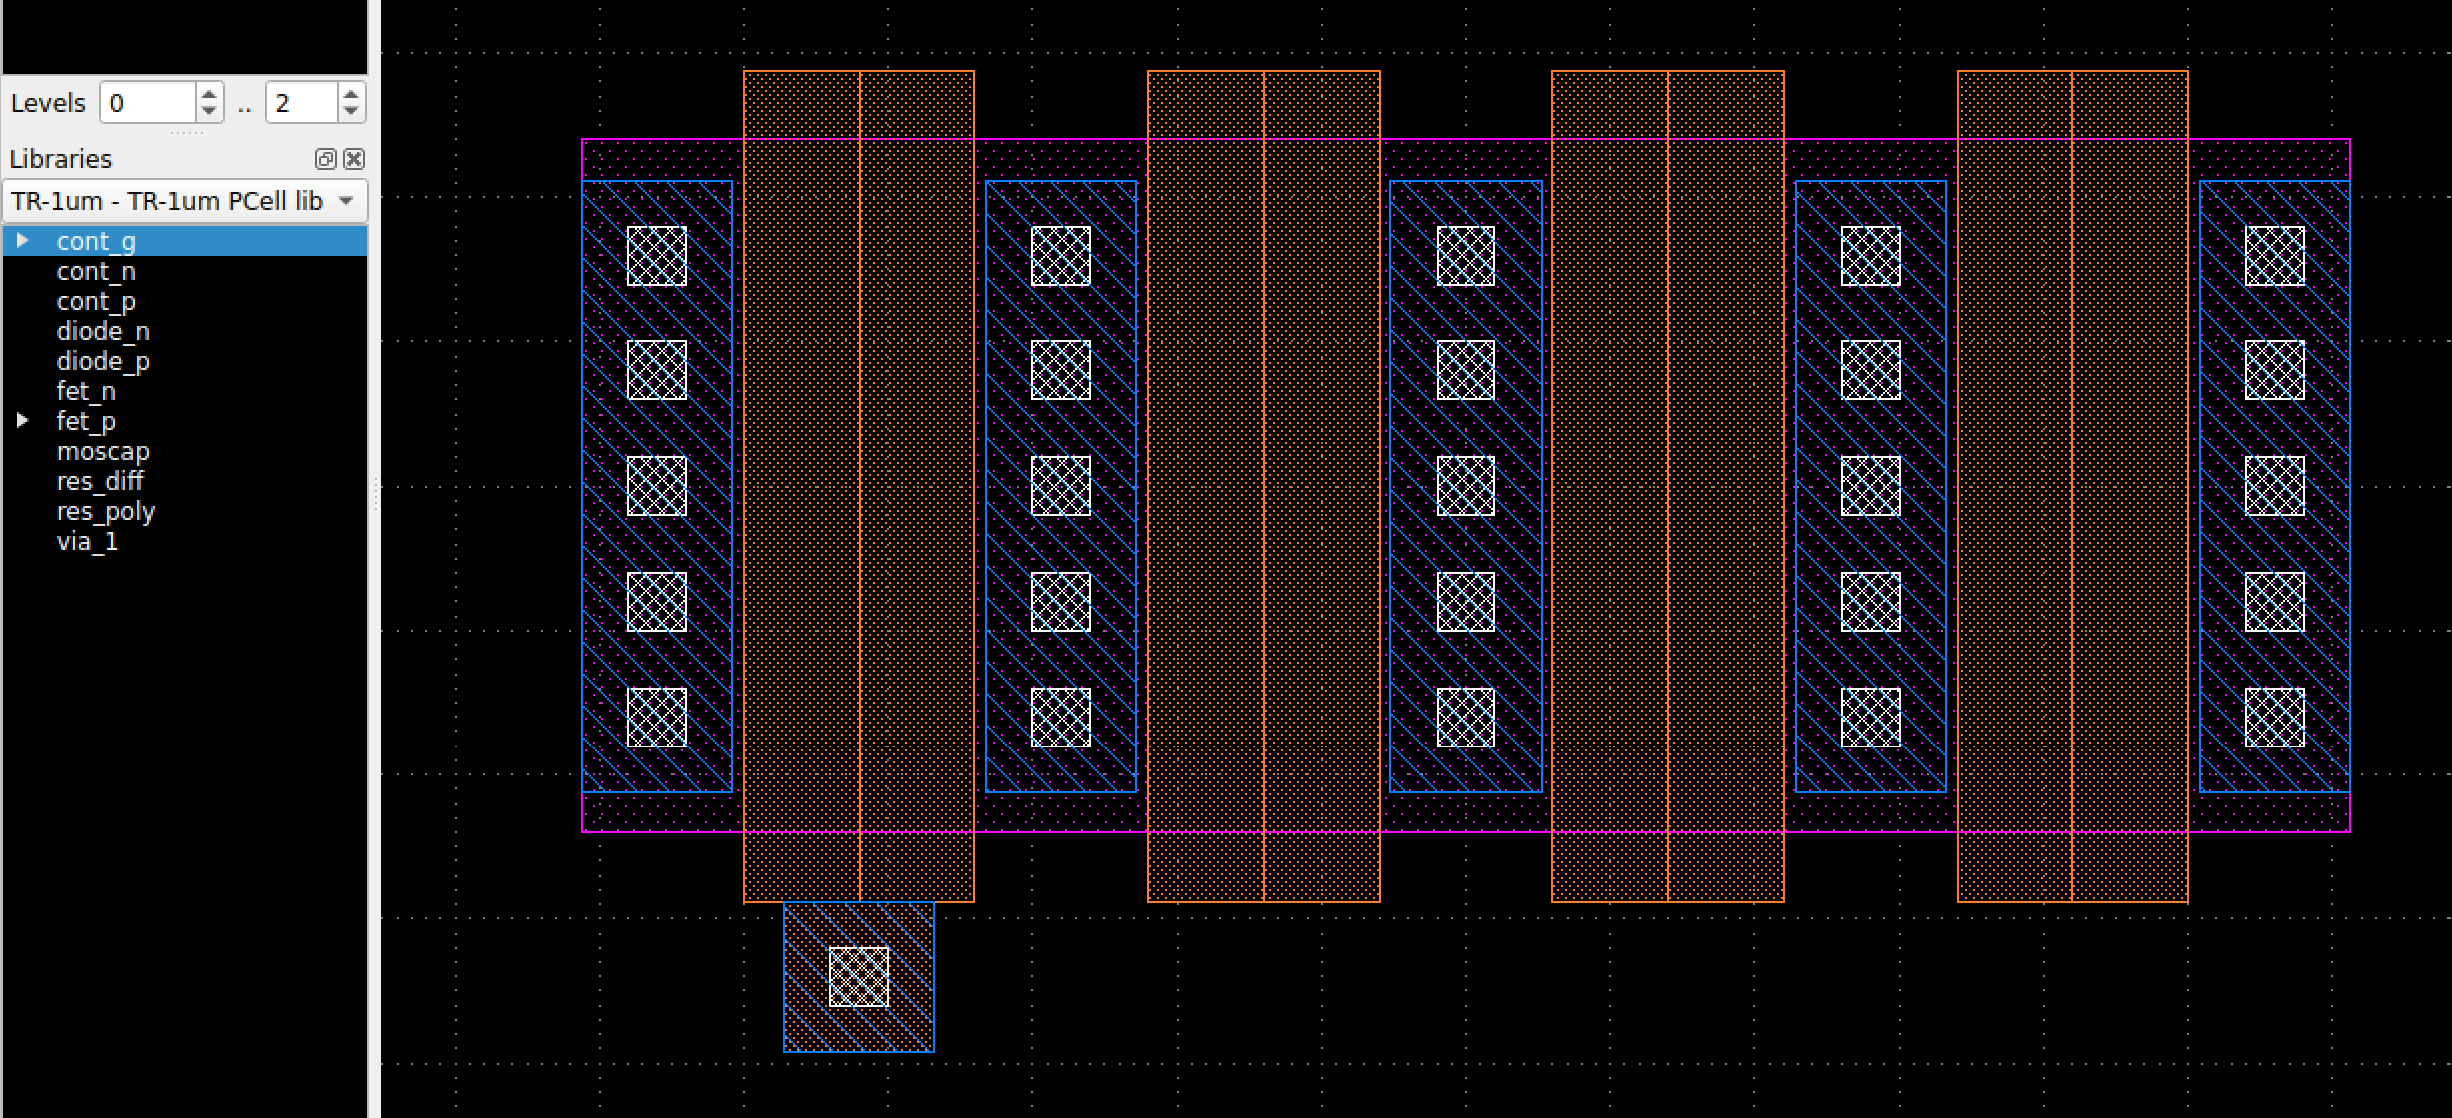 Levels 0 .. 2
Libraries
TR-1um - TR-1um PCell lib
cont_g
cont_n
cont_p
diode_n
diode_p
fet_n
fet_p
moscap
res_diff
res_poly
via_1